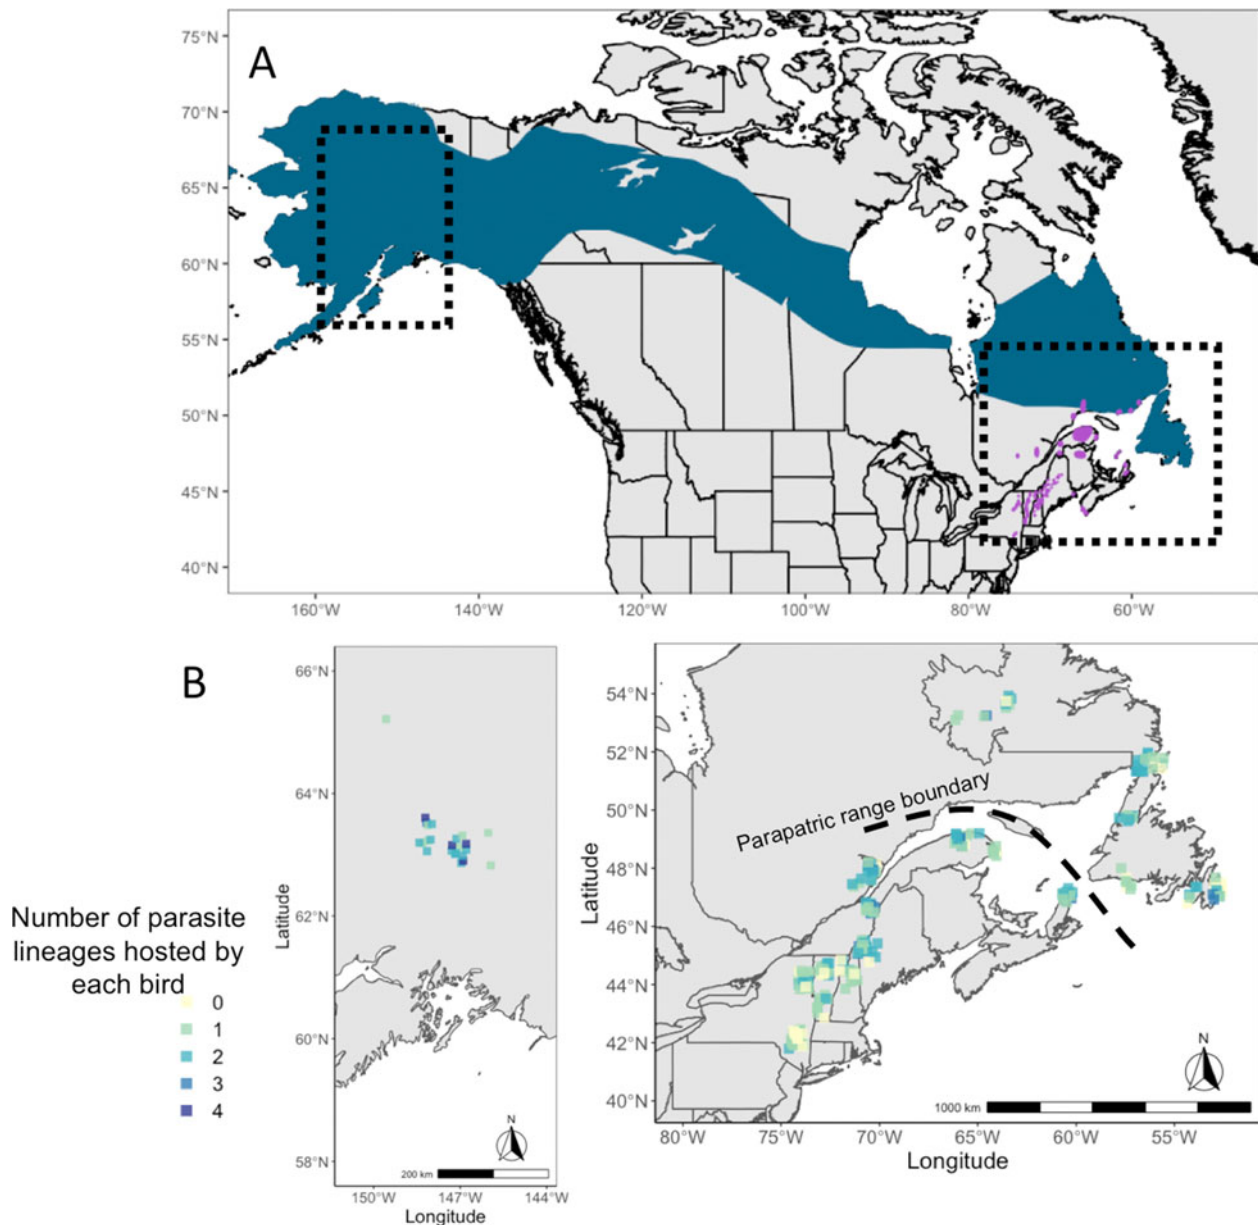 A
75°N
70°N
65°N
60°N
55°N
50°N
45°N
40°N
160°W 140°W 120°W 100°W 80°W 60°W
B
66°N
64°N
62°N
60°N
58°N
Latitude
150°W 147°W 144°W
Longitude
N
200 km
Number of parasite
lineages hosted by
each bird
0
1
2
3
4
54°N
52°N
50°N
48°N
46°N
44°N
42°N
40°N
Latitude
Parapatric range boundary
N
1000 km
80°W 75°W 70°W 65°W 60°W 55°W
Longitude